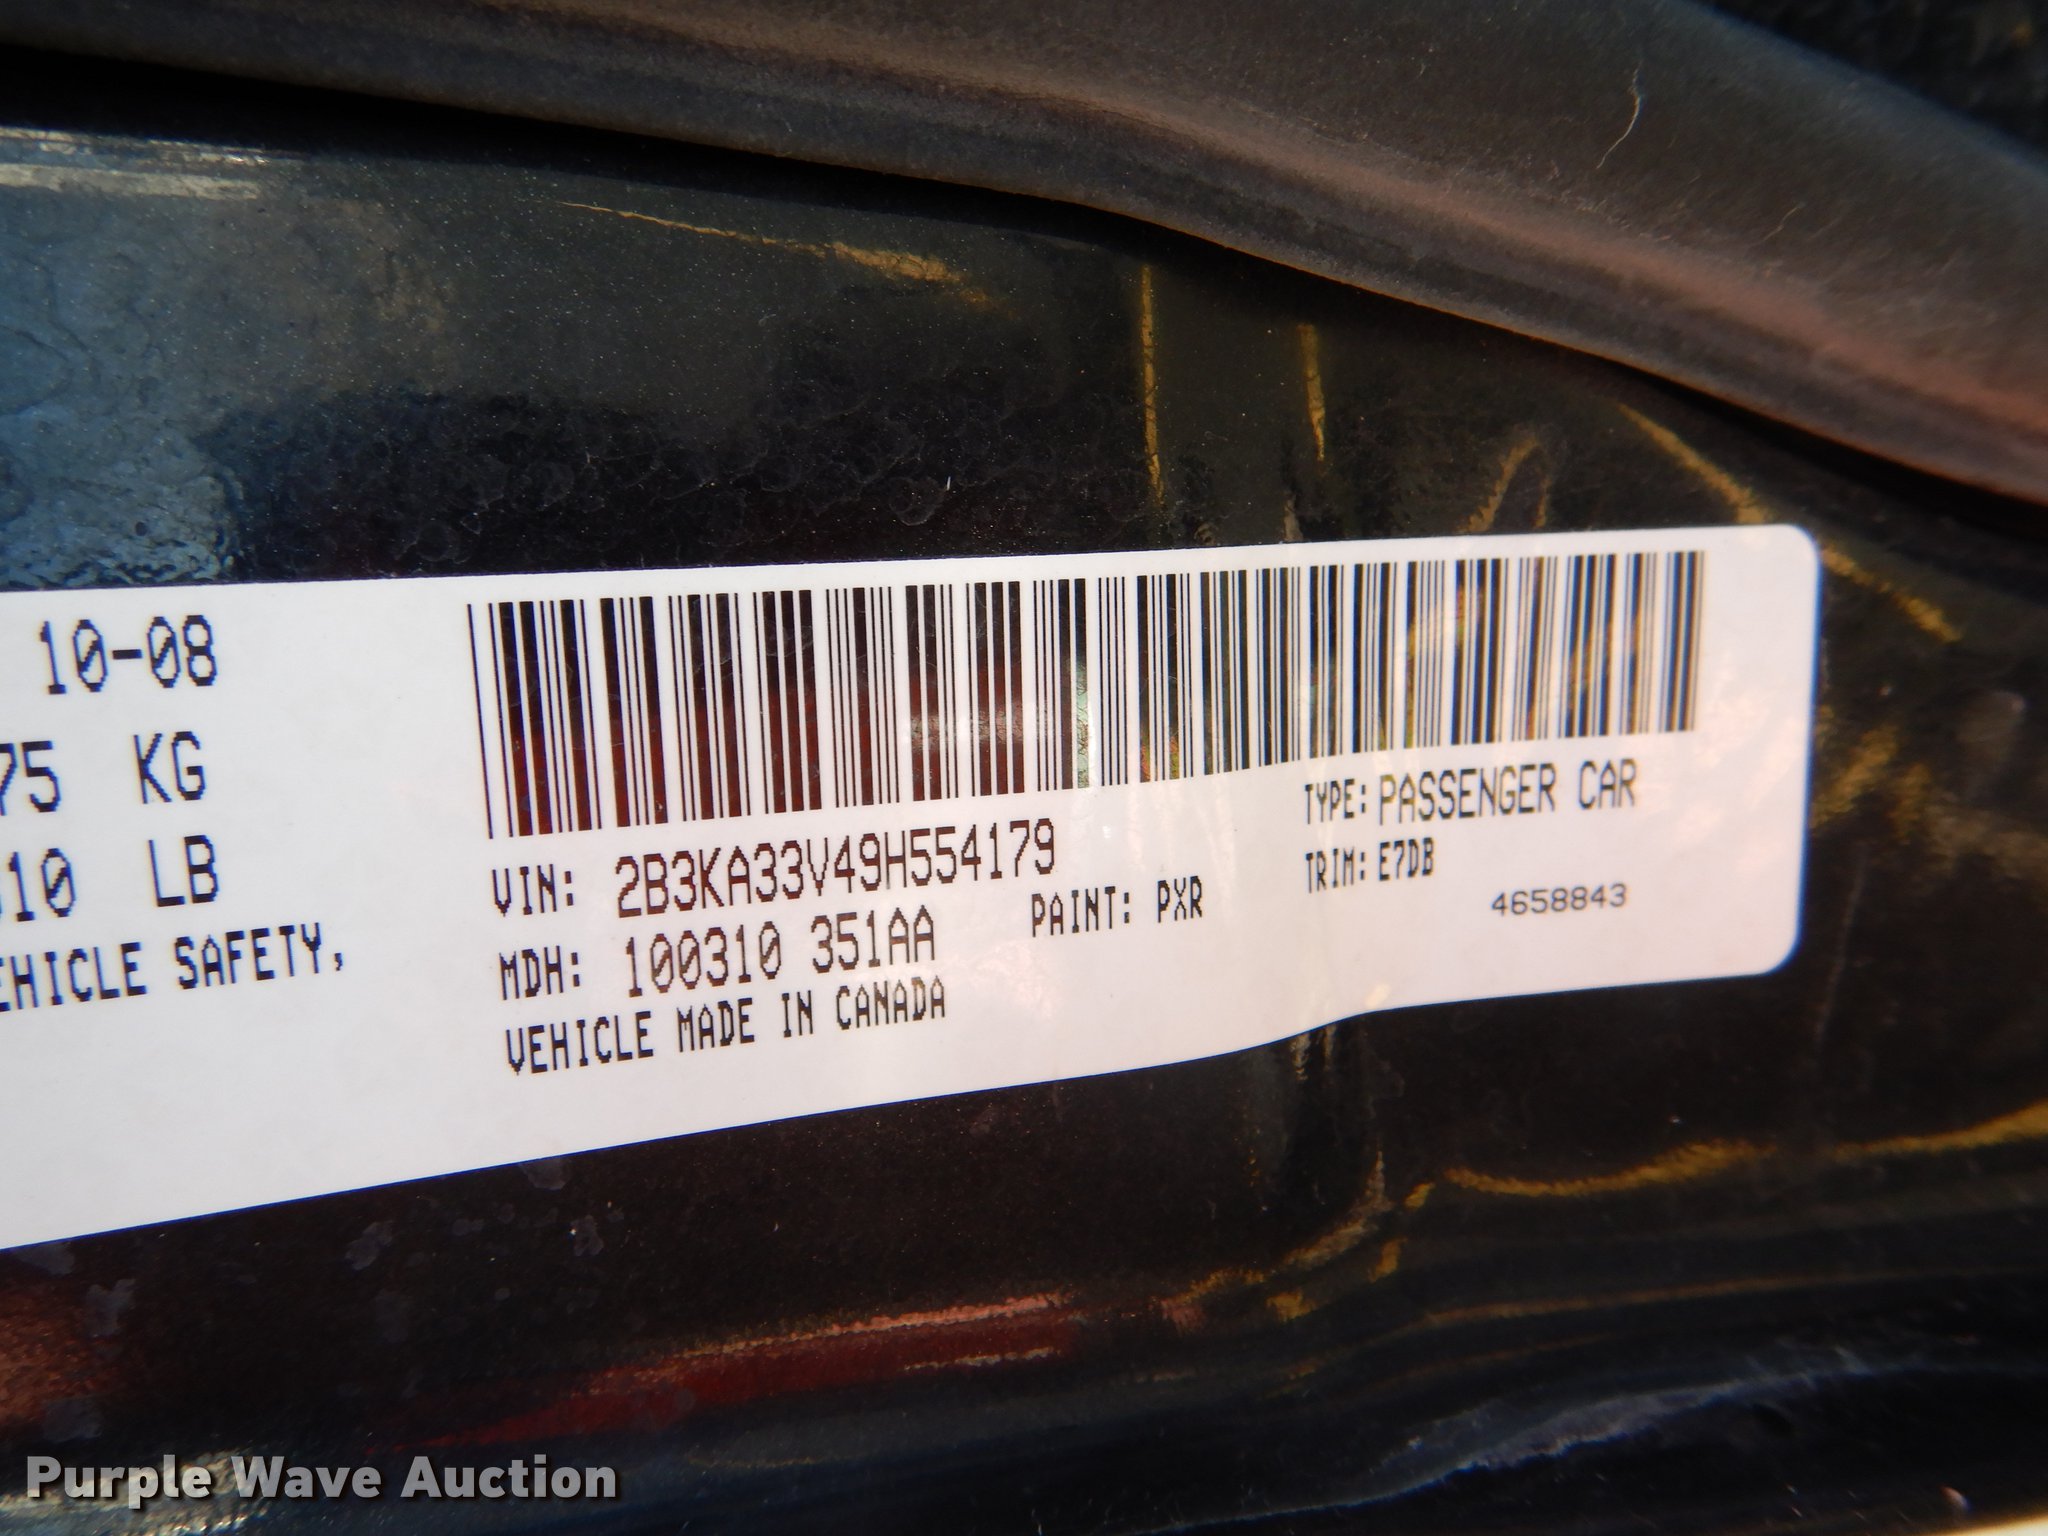 10-08
75 KG
10 LB
EHICLE SAFETY,
VIN: 2B3KA33V49H554179
MDH: 100310 351AA
PAINT: PXR
VEHICLE MADE IN CANADA
TYPE: PASSENGER CAR
TRIM: E7DB
4658843
Purple Wave Auction